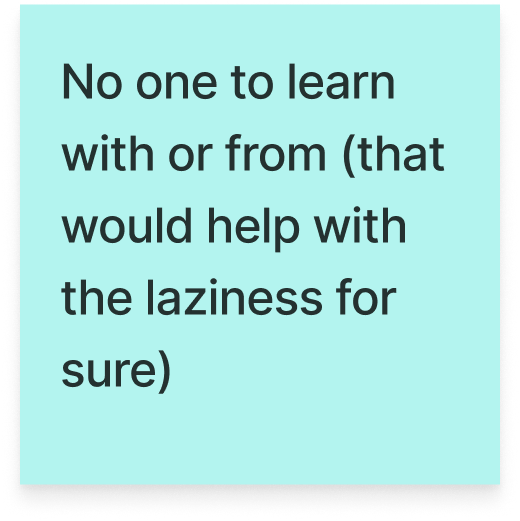 No one to learn
with or from (that
would help with
the laziness for
sure)